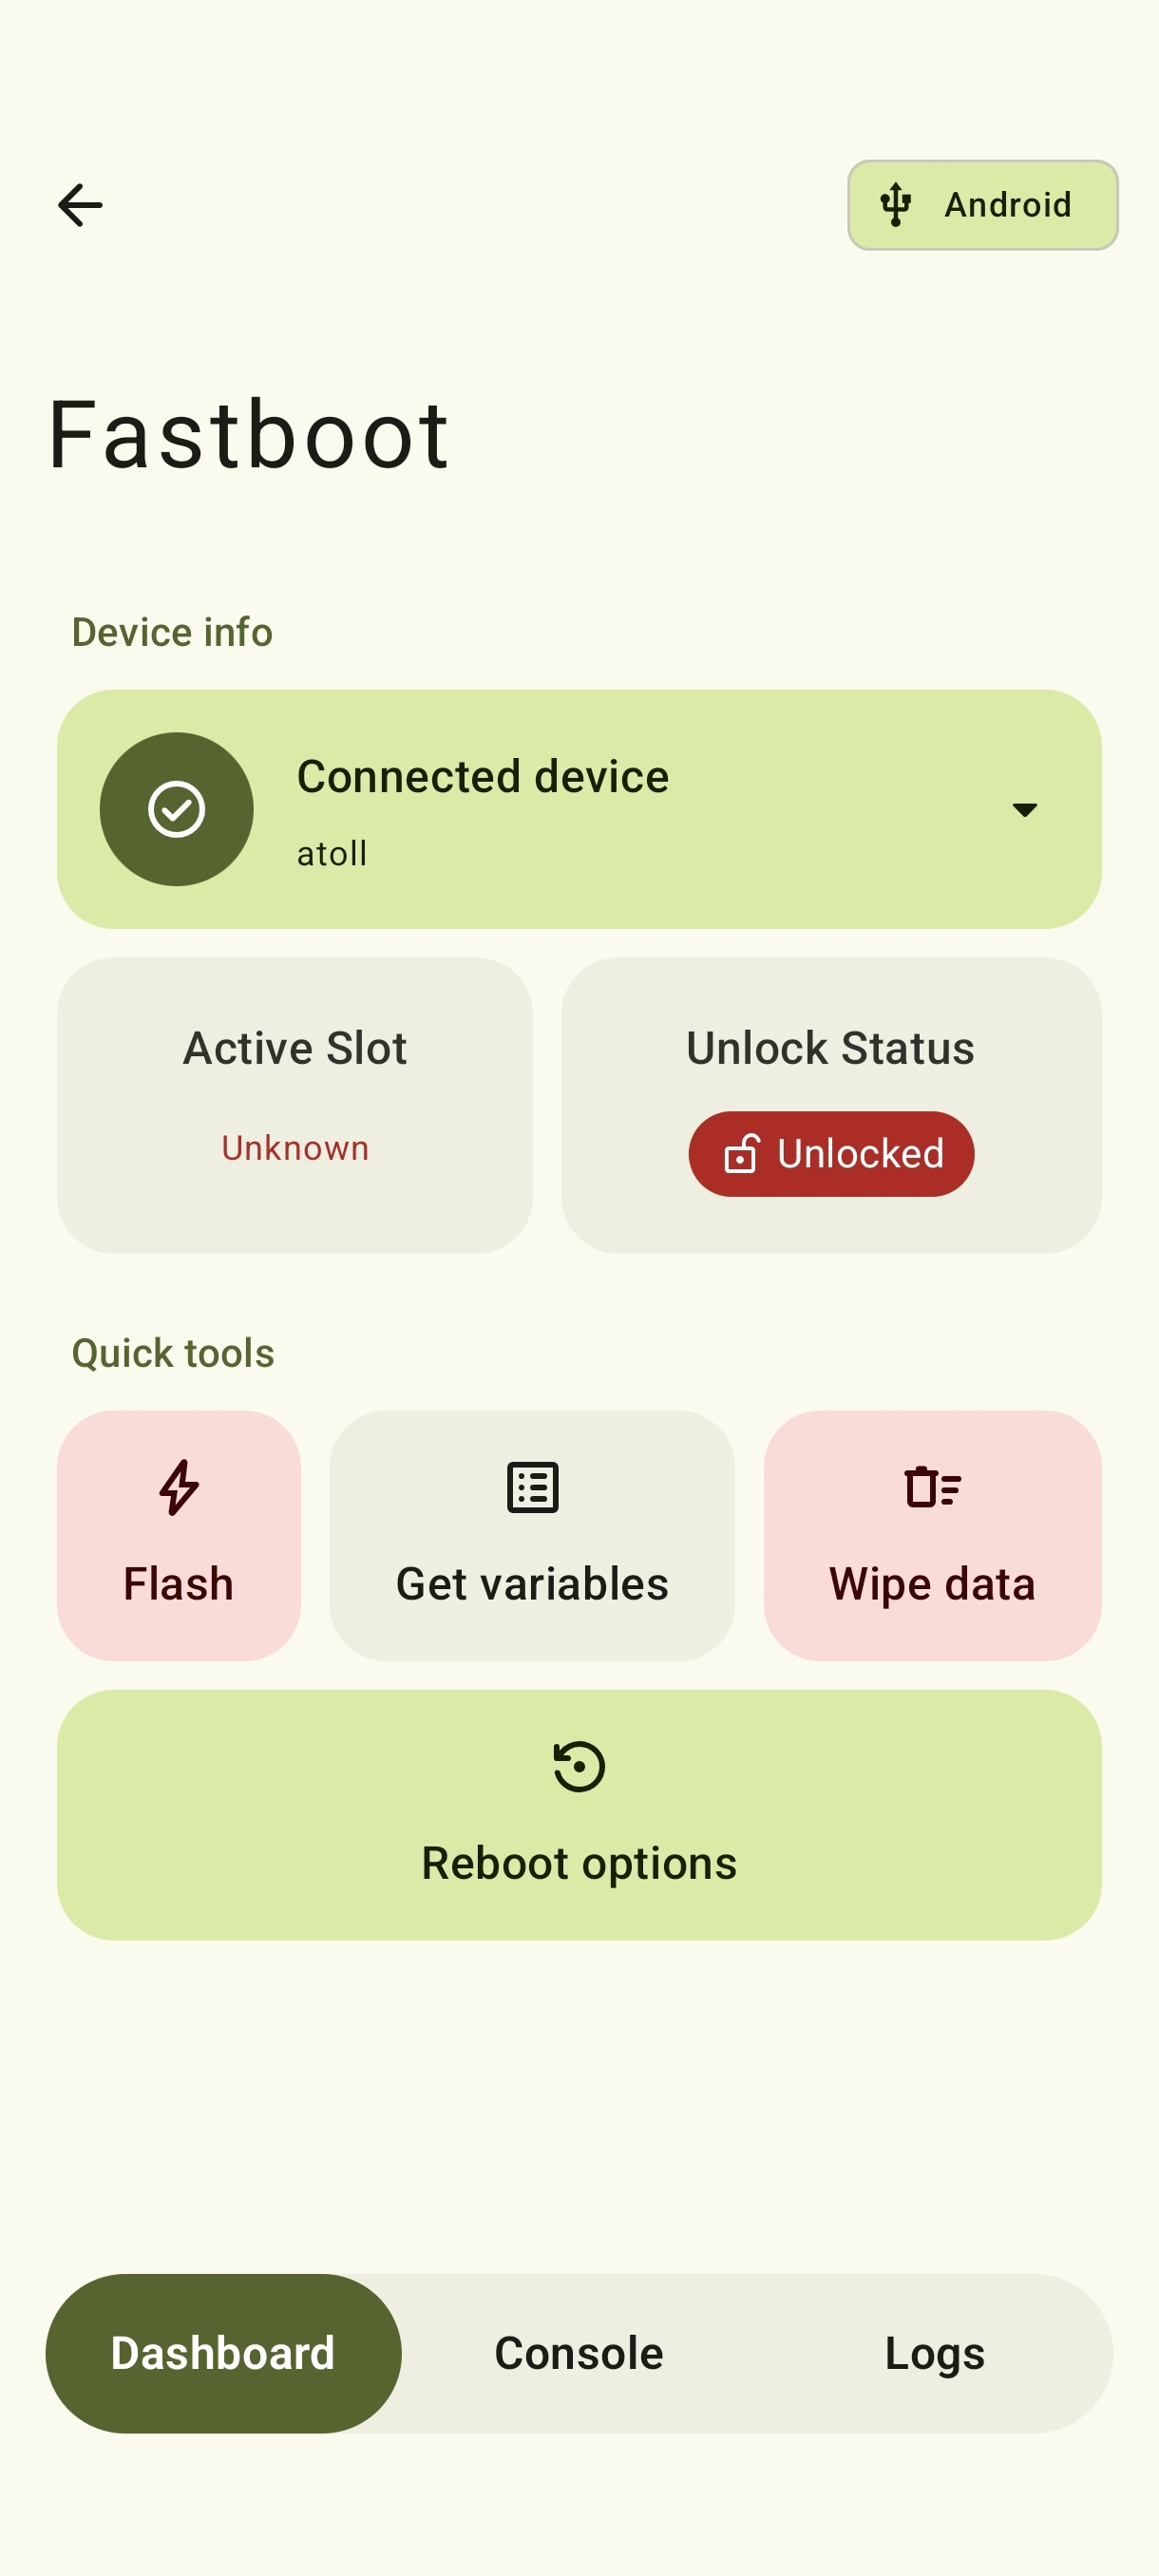 Android
Fastboot
Device info
Connected device
atoll
Active Slot
Unlock Status
Unknown
Unlocked
Quick tools
Flash
Get variables
Wipe data
Reboot options
Dashboard
Console
Logs